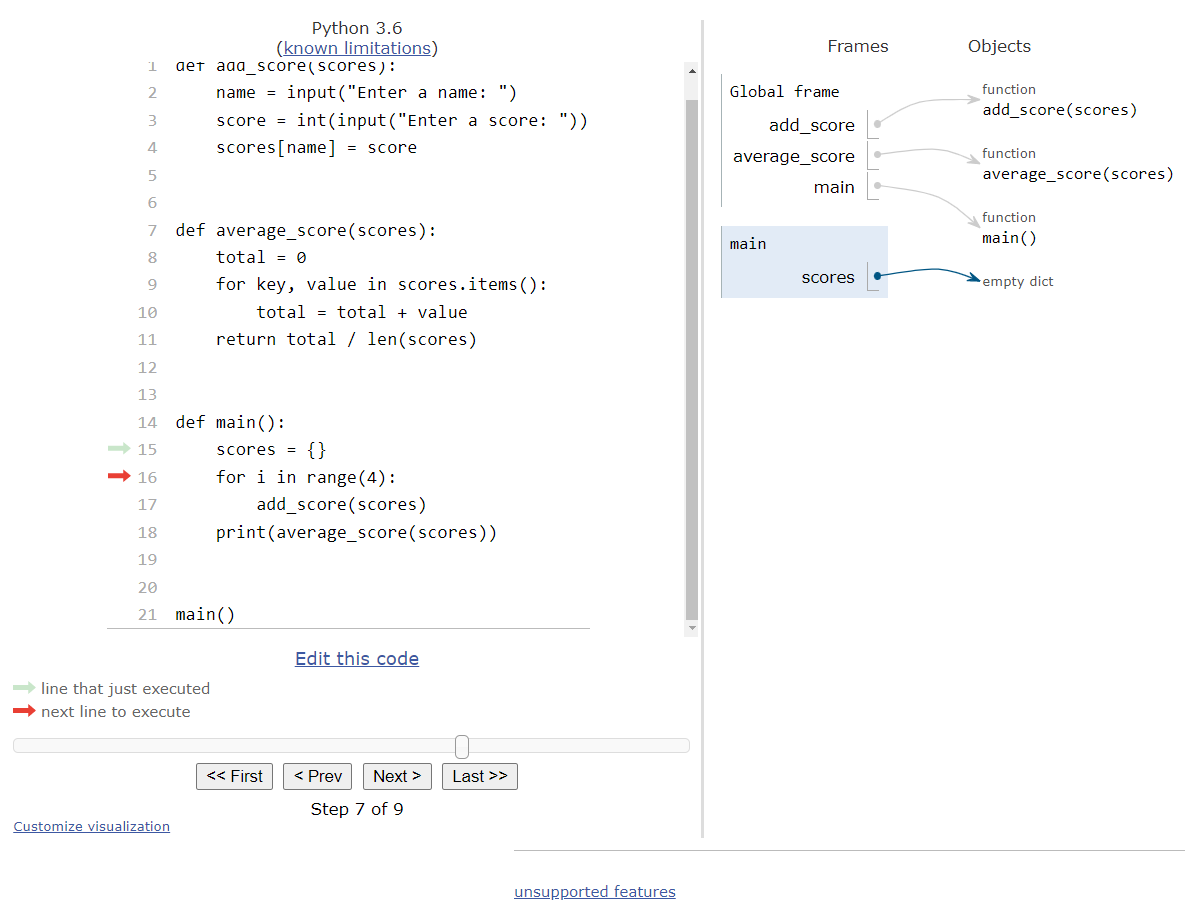 Python 3.6
(known limitations)
1 def add_score(scores):
2     name = input("Enter a name: ")
3     score = int(input("Enter a score: "))
4     scores[name] = score
5
6
7 def average_score(scores):
8     total = 0
9     for key, value in scores.items():
10         total = total + value
11     return total / len(scores)
12
13
14 def main():
15     scores = {}
16     for i in range(4):
17         add_score(scores)
18     print(average_score(scores))
19
20
21 main()
Edit this code
line that just executed
next line to execute
<< First < Prev Next > Last >>
Step 7 of 9
Customize visualization
Frames Objects
Global frame
add_score
average_score
main
function
add_score(scores)
function
average_score(scores)
function
main()
main
scores
empty dict
unsupported features